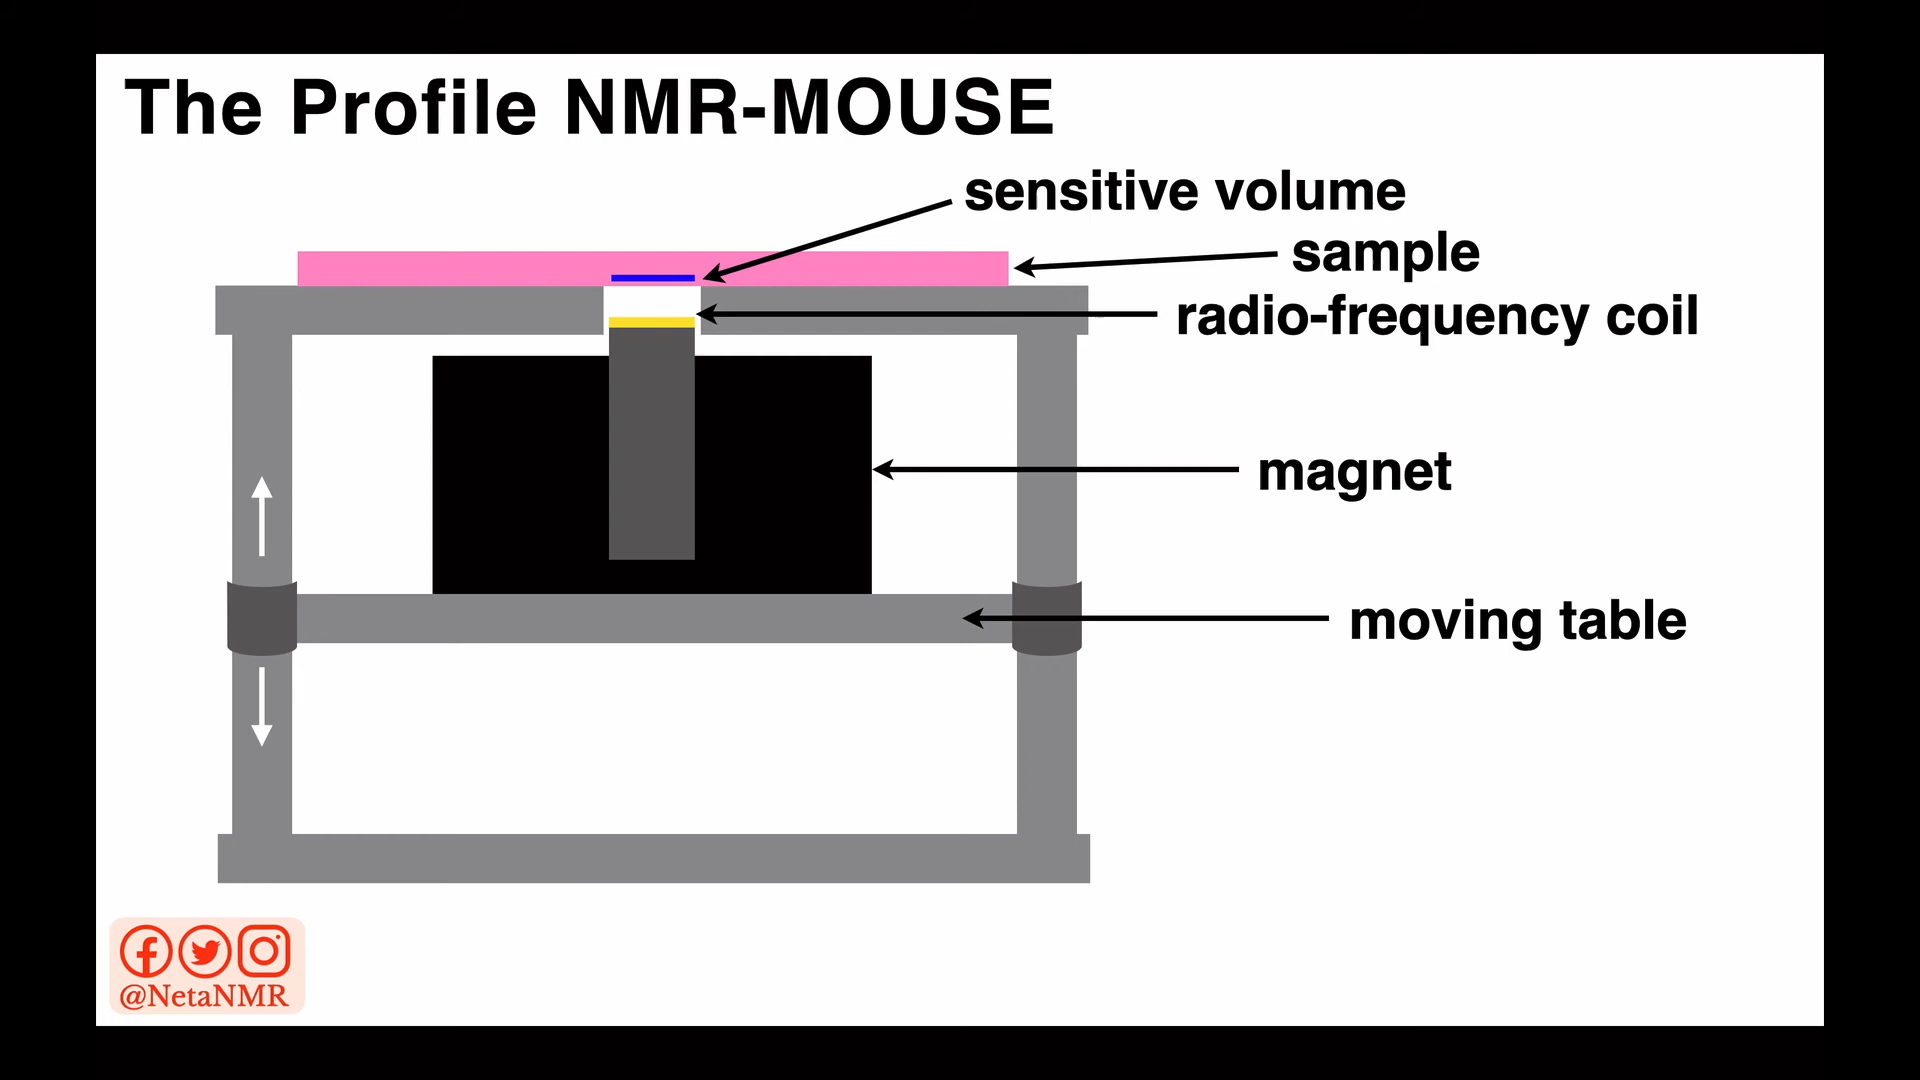 The Profile NMR-MOUSE
sensitive volume
sample
radio-frequency coil
magnet
moving table
@NetaNMR